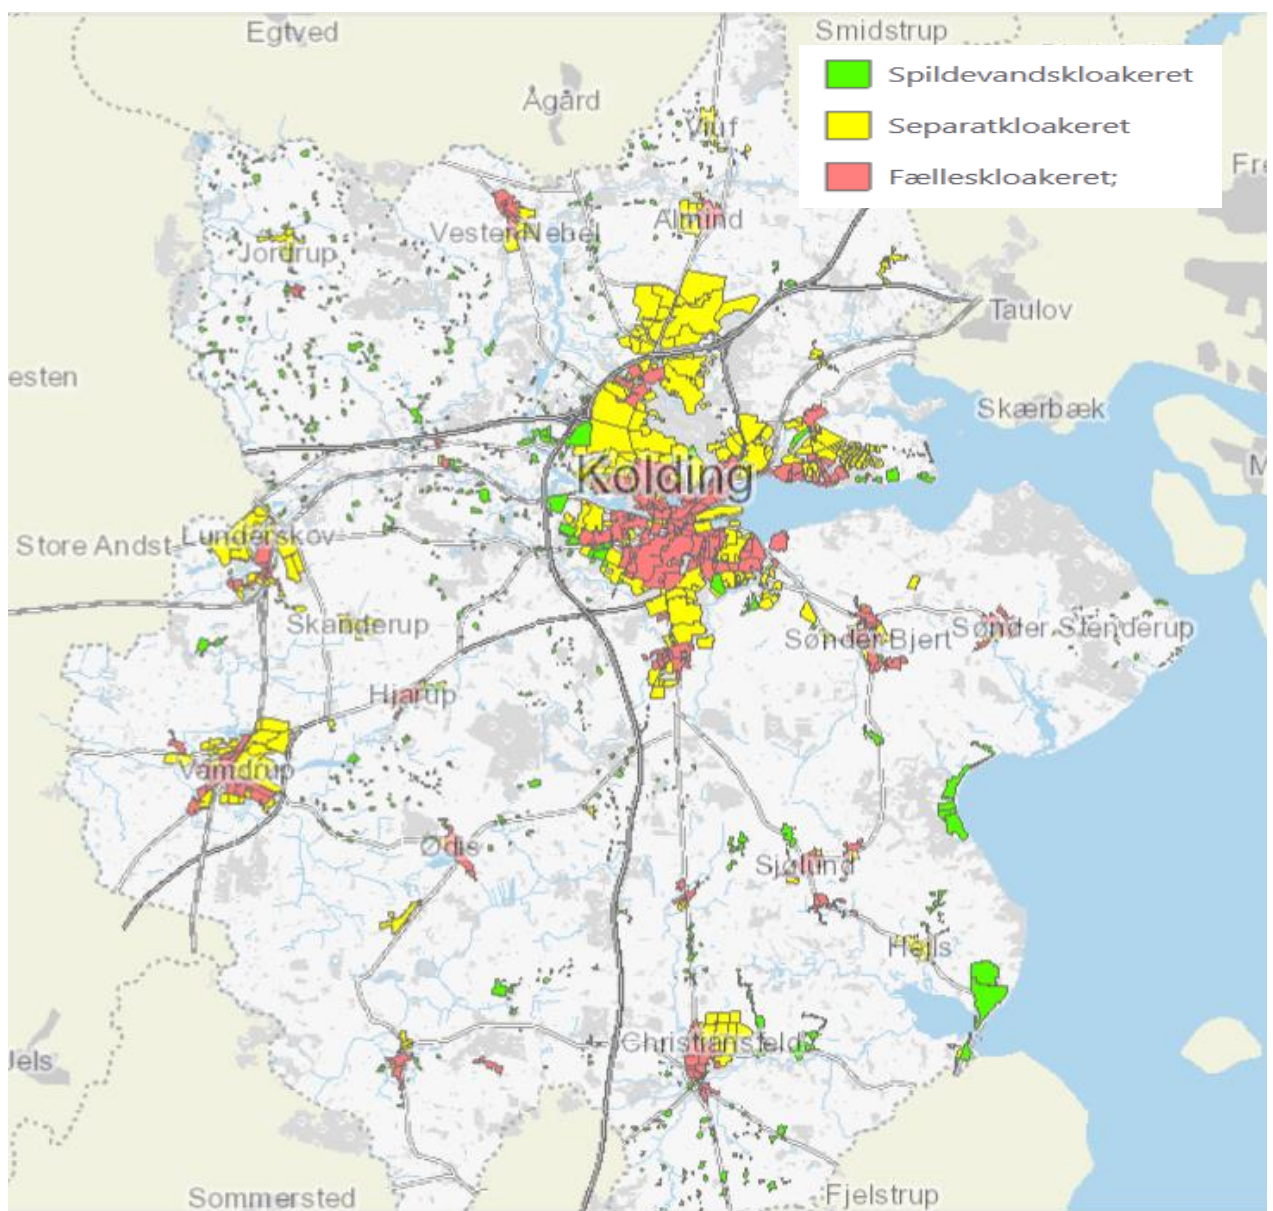 Egtved
Smidstrup
Spildevandskloakeret
Ågård
Separatkloakeret
Viuf
Fre
Fælleskloakeret;
Almind
Vester Nebel
Jordrup
Taulov
esten
Skærbæk
M
Kolding
Lunderskov
Store Andst
Skanderup
Sønder Bjert
Sønder Stenderup
Hjarup
Vamdrup
Ødis
Sjølund
Hejls
Christiansfeld
Jels
Sommersted
Fjelstrup